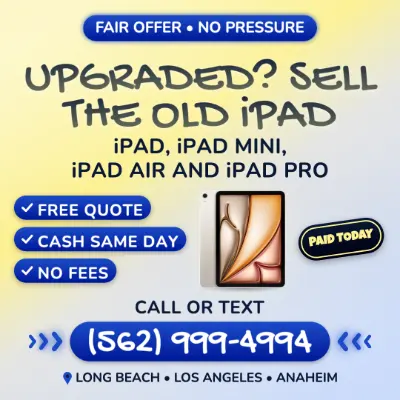 FAIR OFFER • NO PRESSURE
UPGRADED? SELL
THE OLD iPAD
iPAD, iPAD MINI,
iPAD AIR AND iPAD PRO
✓ FREE QUOTE
✓ CASH SAME DAY
✓ NO FEES
PAID TODAY
CALL OR TEXT
››› (562) 999-4994 ‹‹‹
LONG BEACH • LOS ANGELES • ANAHEIM